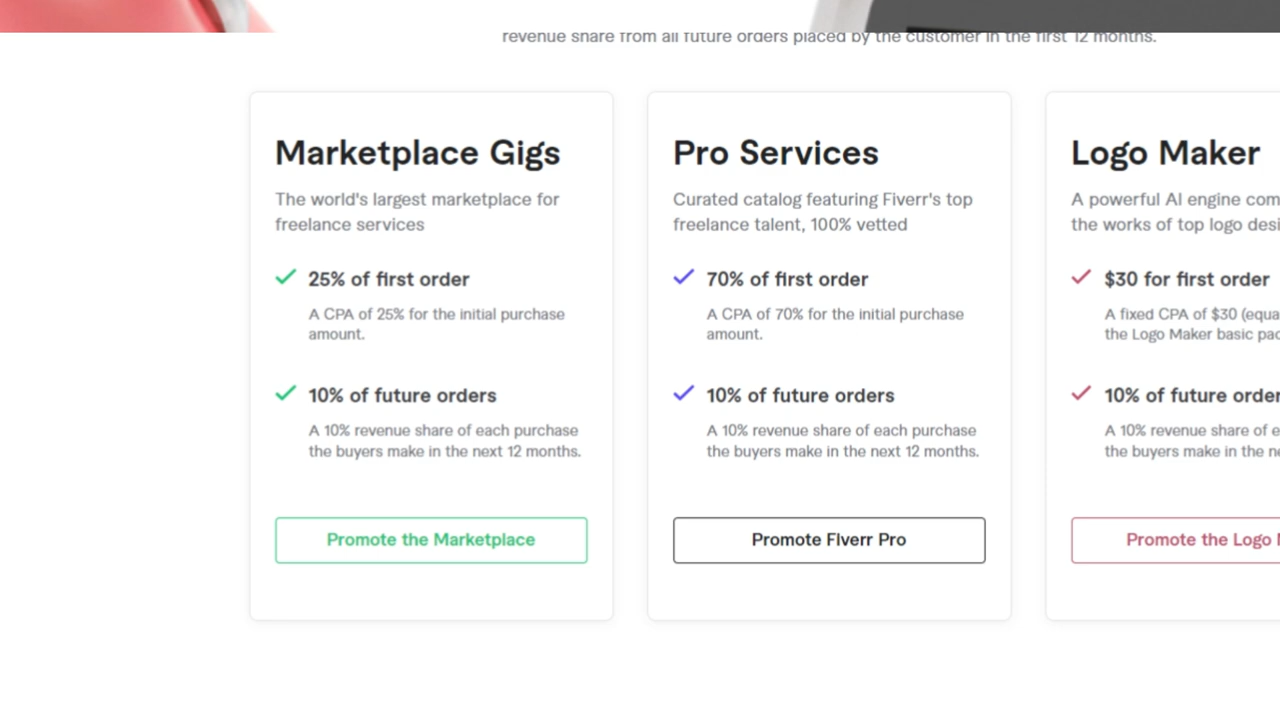 revenue share from all future orders placed by the customer in the first 12 months.
Marketplace Gigs
The world's largest marketplace for
freelance services
25% of first order
A CPA of 25% for the initial purchase
amount.
10% of future orders
A 10% revenue share of each purchase
the buyers make in the next 12 months.
Promote the Marketplace
Pro Services
Curated catalog featuring Fiverr's top
freelance talent, 100% vetted
70% of first order
A CPA of 70% for the initial purchase
amount.
10% of future orders
A 10% revenue share of each purchase
the buyers make in the next 12 months.
Promote Fiverr Pro
Logo Maker
A powerful AI engine com
the works of top logo desi
$30 for first order
A fixed CPA of $30 (equa
the Logo Maker basic pac
10% of future order
A 10% revenue share of e
the buyers make in the ne
Promote the Logo